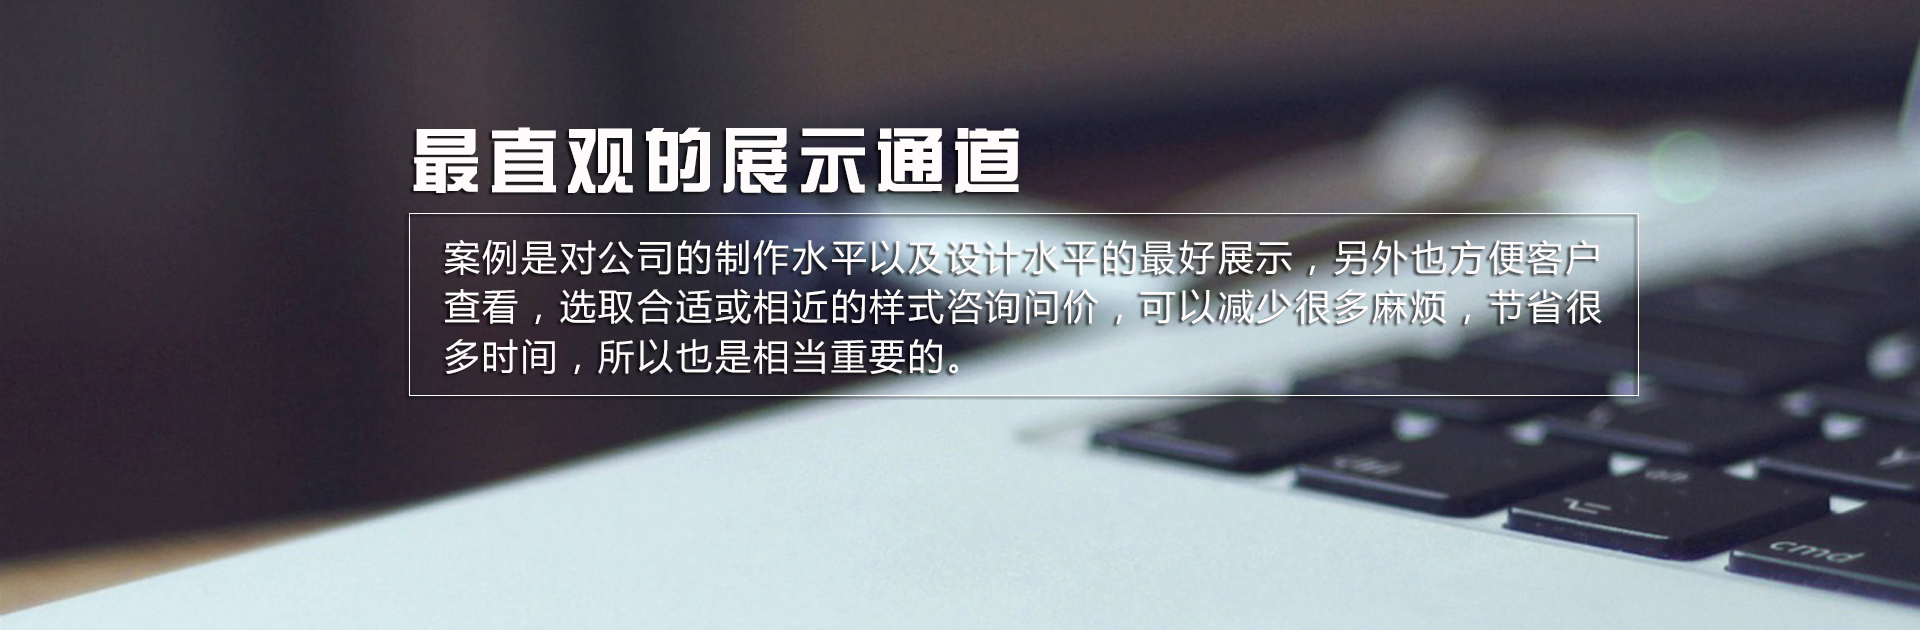 最直观的展示通道
案例是对公司的制作水平以及设计水平的最好展示，另外也方便客户
查看，选取合适或相近的样式咨询问价，可以减少很多麻烦，节省很
多时间，所以也是相当重要的。
ctrl
alt
cmd